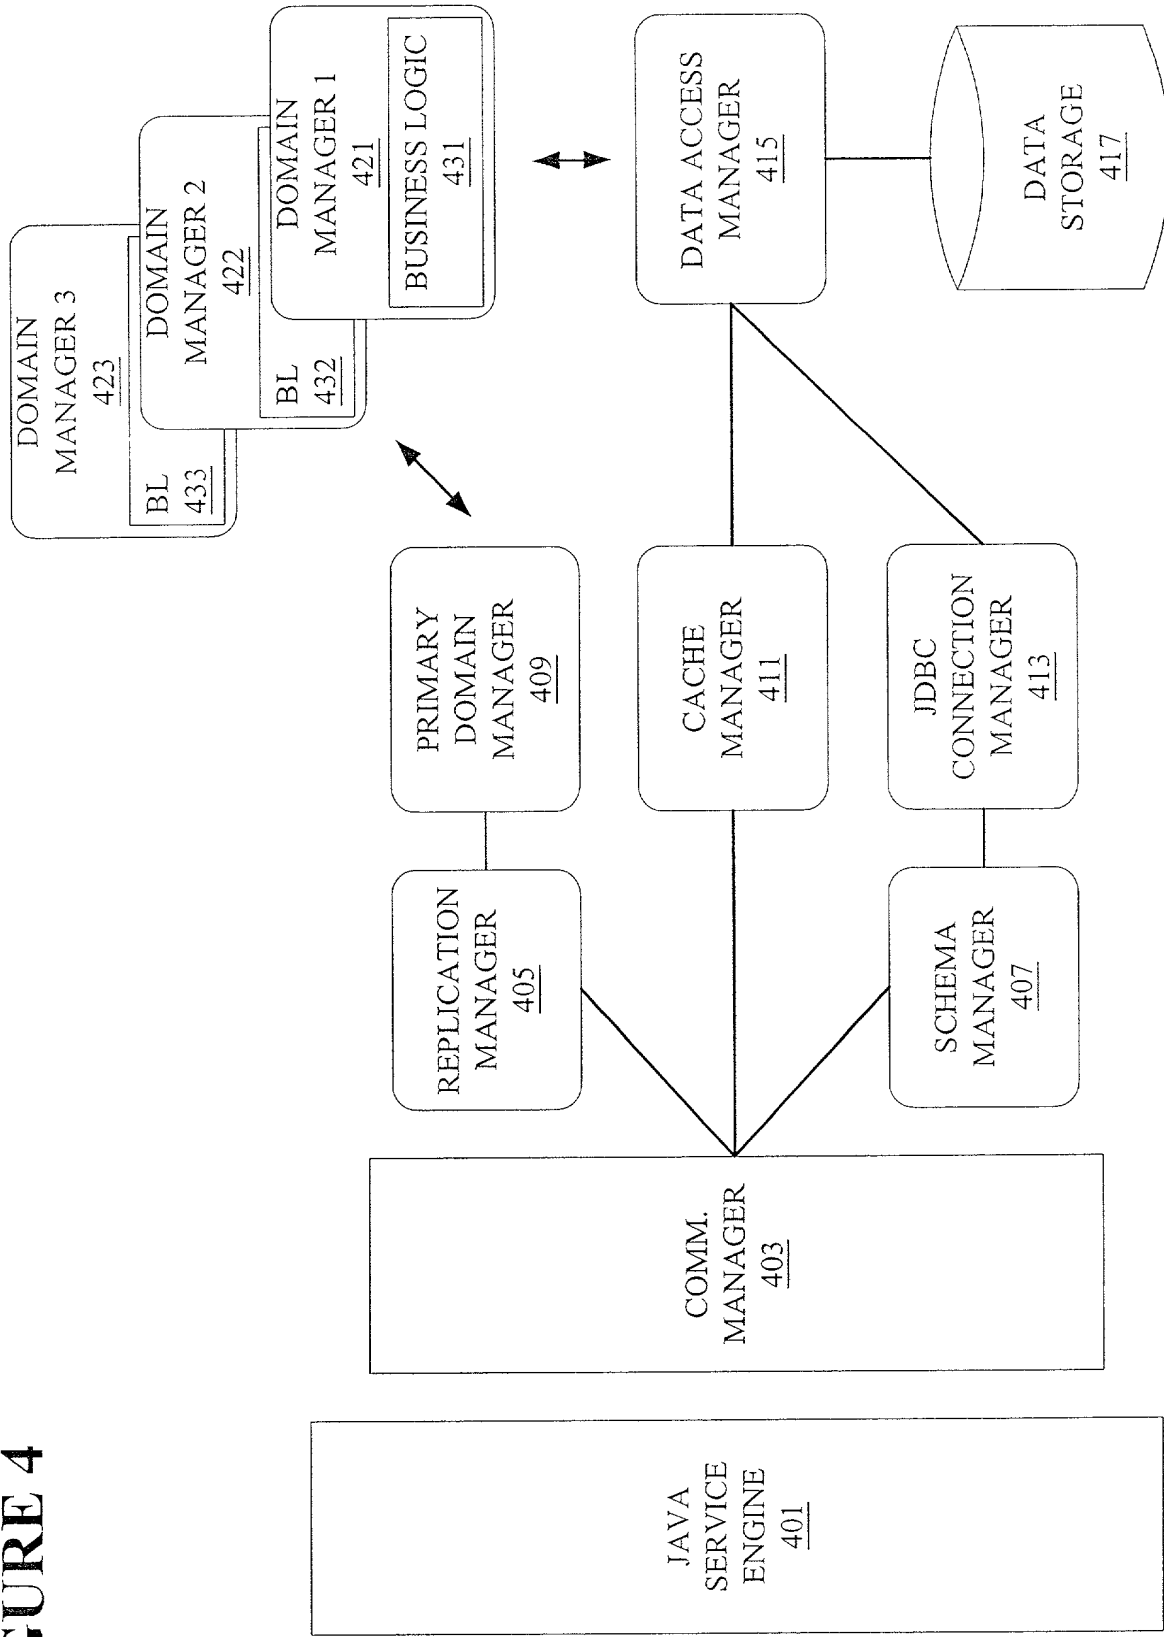 GURE 4
JAVA
SERVICE
ENGINE
401
COMM.
MANAGER
403
REPLICATION
MANAGER
405
SCHEMA
MANAGER
407
PRIMARY
DOMAIN
MANAGER
409
CACHE
MANAGER
411
JDBC
CONNECTION
MANAGER
413
DOMAIN
MANAGER 3
423
BL
433
DOMAIN
MANAGER 2
422
BL
432
DOMAIN
MANAGER 1
421
BUSINESS LOGIC
431
DATA ACCESS
MANAGER
415
DATA
STORAGE
417